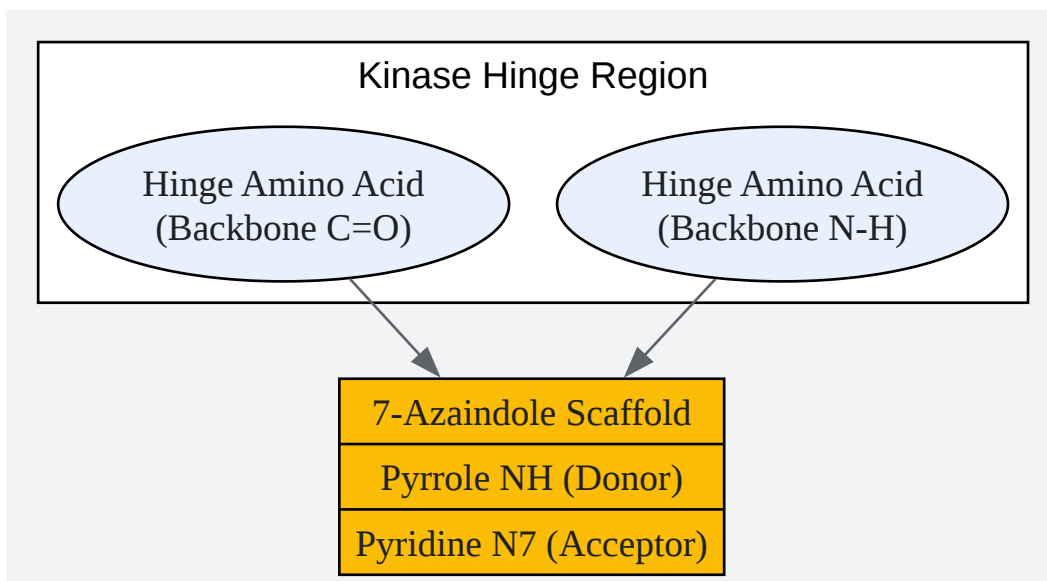 Kinase Hinge Region
Hinge Amino Acid
(Backbone C=O)
Hinge Amino Acid
(Backbone N-H)
7-Azaindole Scaffold
Pyrrole NH (Donor)
Pyridine N7 (Acceptor)